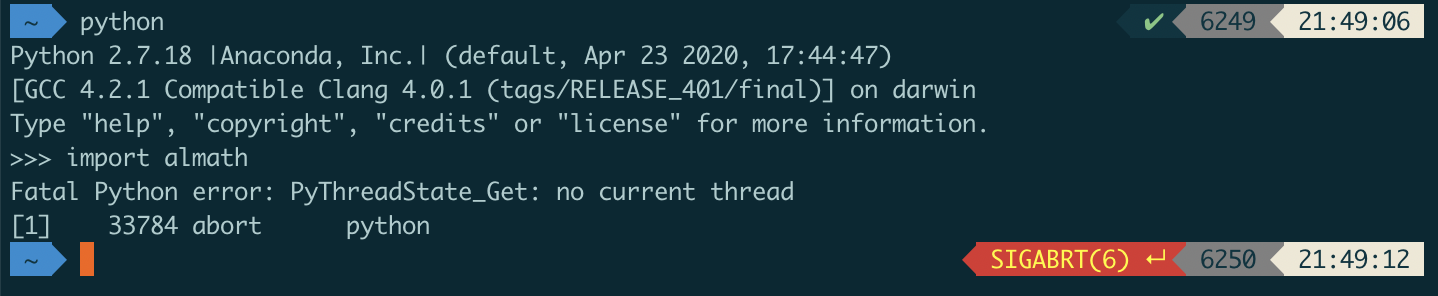 ~ python ✔ 6249 21:49:06
Python 2.7.18 |Anaconda, Inc.| (default, Apr 23 2020, 17:44:47)
[GCC 4.2.1 Compatible Clang 4.0.1 (tags/RELEASE_401/final)] on darwin
Type "help", "copyright", "credits" or "license" for more information.
>>> import almath
Fatal Python error: PyThreadState_Get: no current thread
[1]    33784 abort      python
~ SIGABRT(6) ↵ 6250 21:49:12